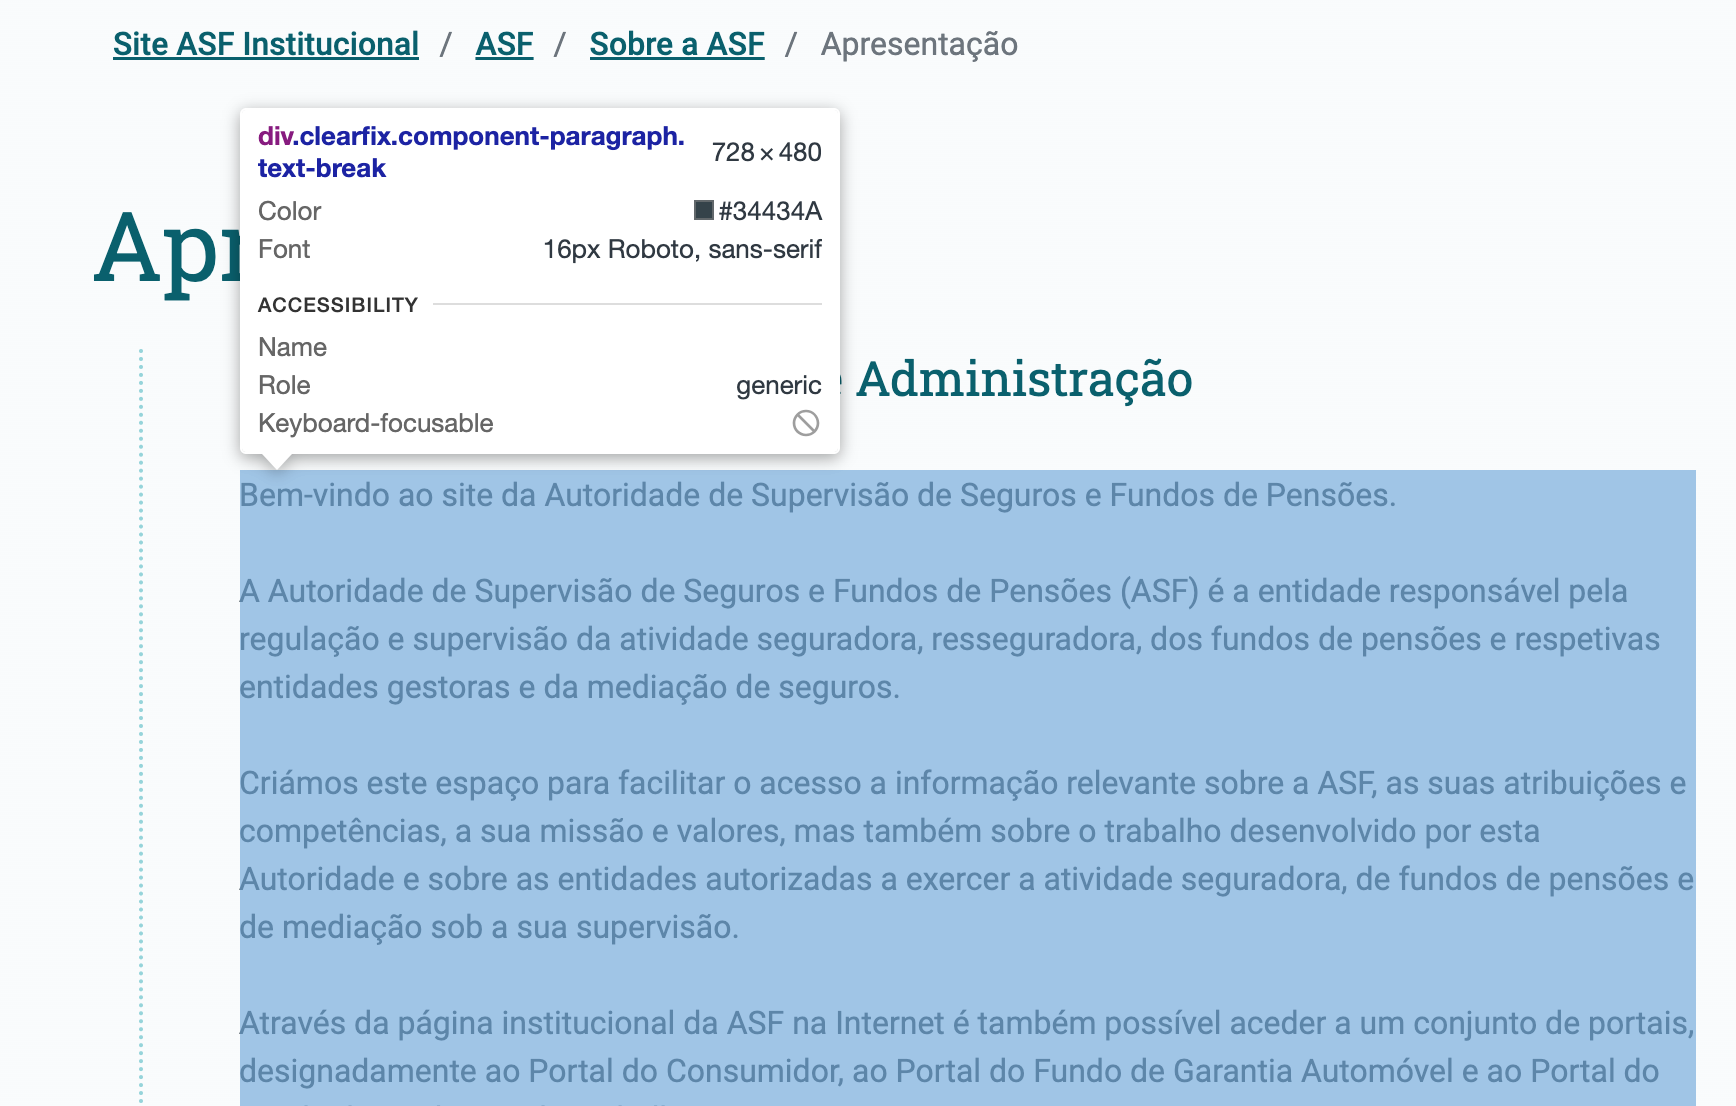 Site ASF Institucional / ASF / Sobre a ASF / Apresentação
div.clearfix.component-paragraph.
text-break
728 × 480
Color #34434A
Font 16px Roboto, sans-serif
ACCESSIBILITY
Name
Role generic
Keyboard-focusable
Administração
Bem-vindo ao site da Autoridade de Supervisão de Seguros e Fundos de Pensões.
A Autoridade de Supervisão de Seguros e Fundos de Pensões (ASF) é a entidade responsável pela
regulação e supervisão da atividade seguradora, resseguradora, dos fundos de pensões e respetivas
entidades gestoras e da mediação de seguros.
Criámos este espaço para facilitar o acesso a informação relevante sobre a ASF, as suas atribuições e
competências, a sua missão e valores, mas também sobre o trabalho desenvolvido por esta
Autoridade e sobre as entidades autorizadas a exercer a atividade seguradora, de fundos de pensões e
de mediação sob a sua supervisão.
Através da página institucional da ASF na Internet é também possível aceder a um conjunto de portais,
designadamente ao Portal do Consumidor, ao Portal do Fundo de Garantia Automóvel e ao Portal do